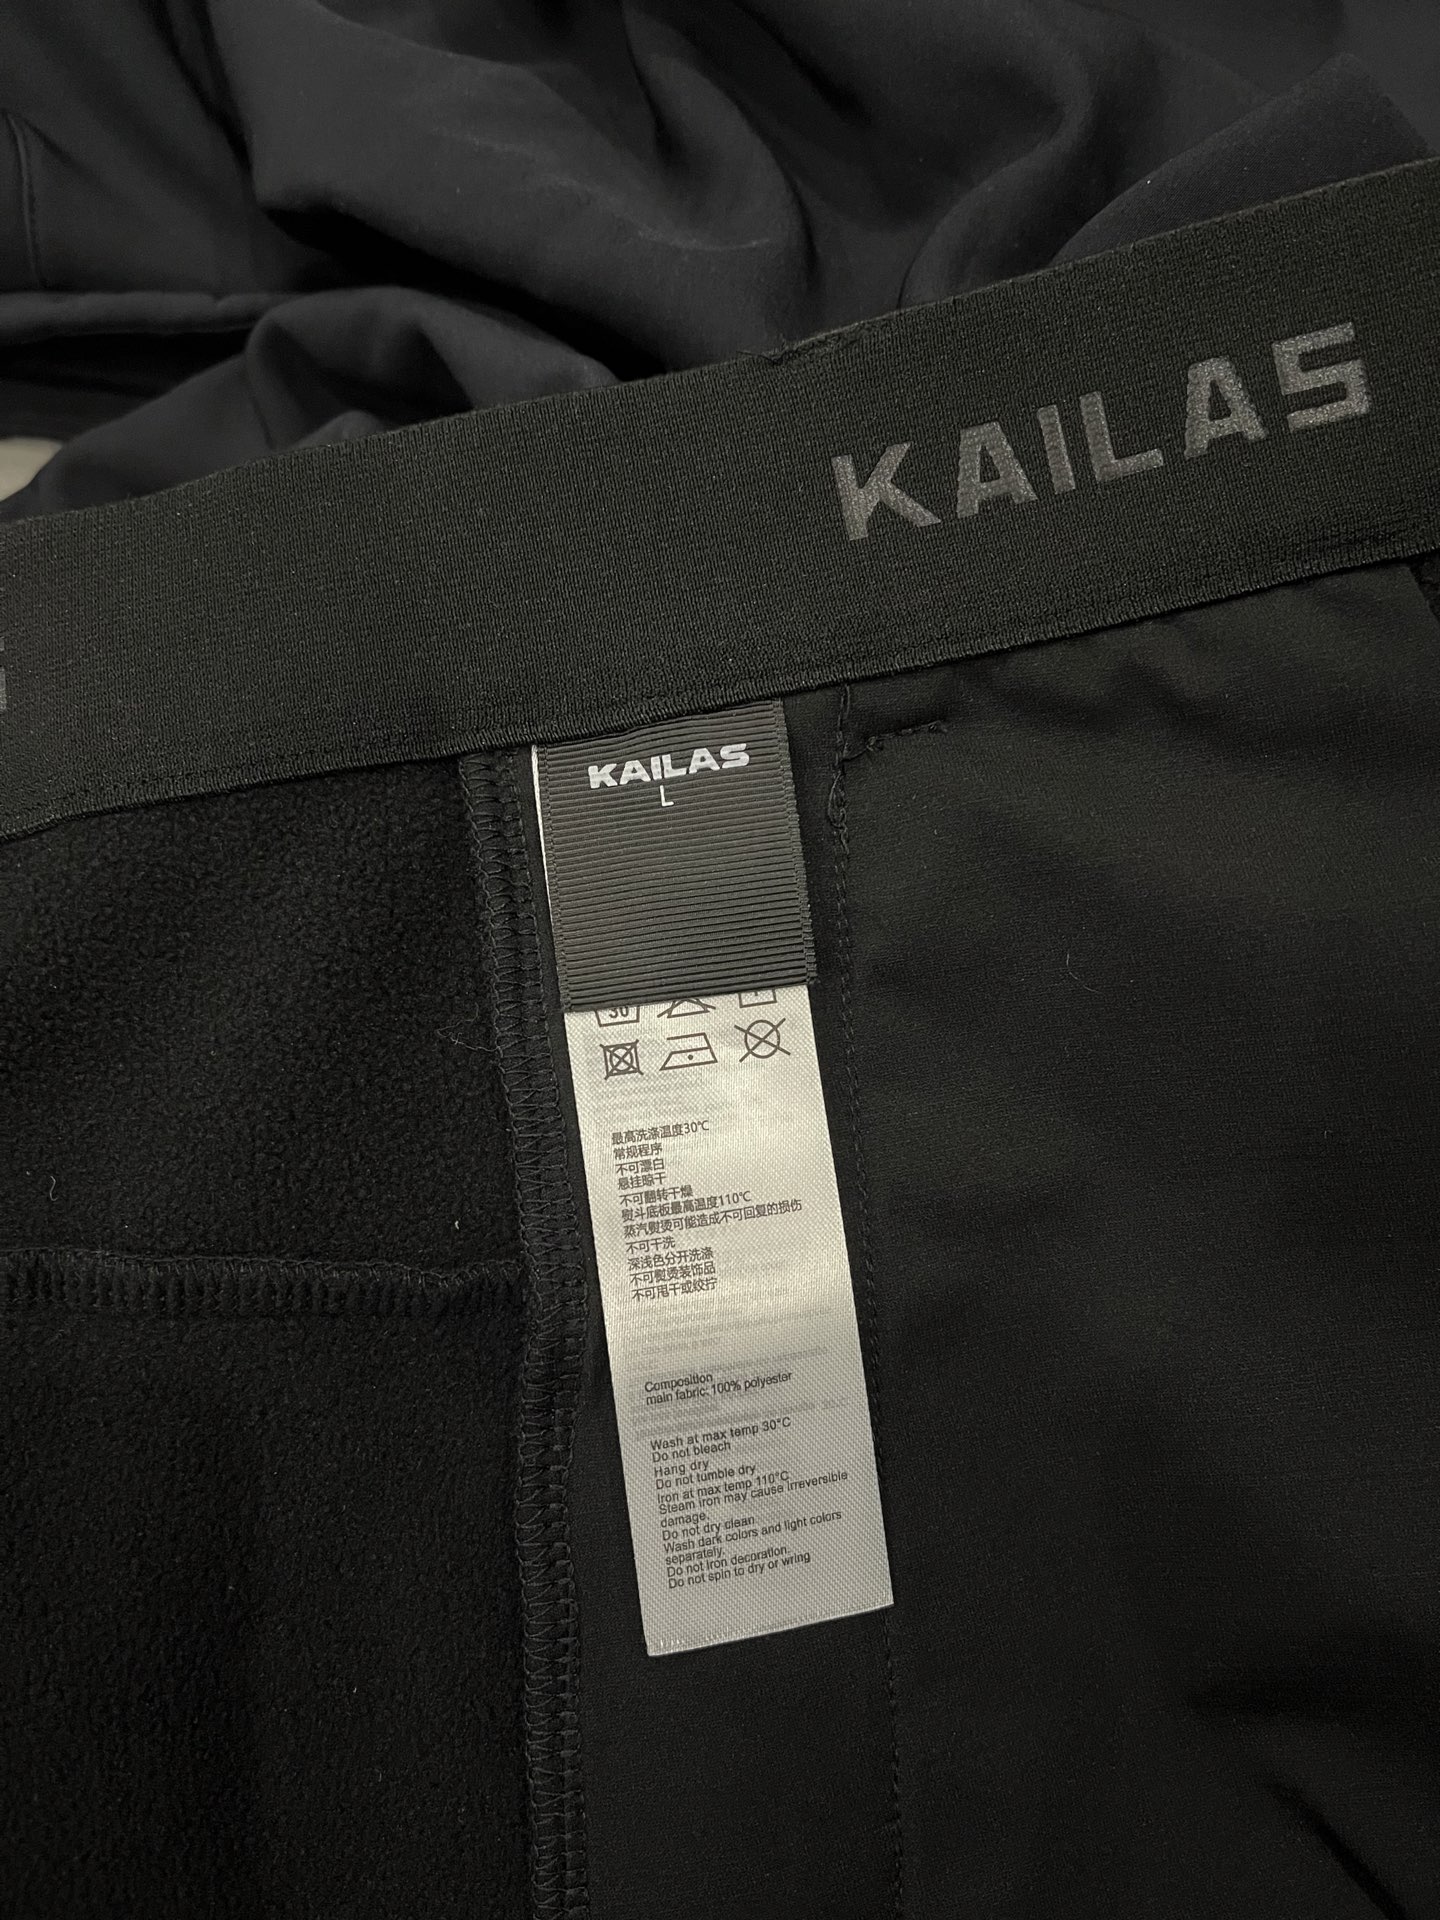 KAILAS
KAILAS
L
30
最高洗涤温度30℃
常规程序
不可漂白
悬挂晾干
不可翻转干燥
熨斗底板最高温度110℃
蒸汽熨烫可能造成不可回复的损伤
不可干洗
深浅色分开洗涤
不可熨烫装饰品
不可甩干或绞拧
Composition
main fabric: 100% polyester
Wash at max temp 30°C
Do not bleach
Hang dry
Do not tumble dry
Iron at max temp 110°C
Steam iron may cause irreversible
damage.
Do not dry clean
Wash dark colors and light colors
separately.
Do not iron decoration.
Do not spin to dry or wring